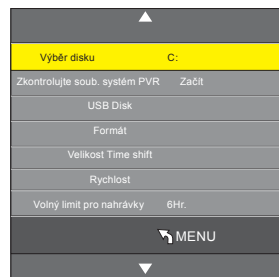 Výběr disku C:
Zkontrolujte soub. systém PVR Začít
USB Disk
Formát
Velikost Time shift
Rychlost
Volný limit pro nahrávky 6Hr.
MENU